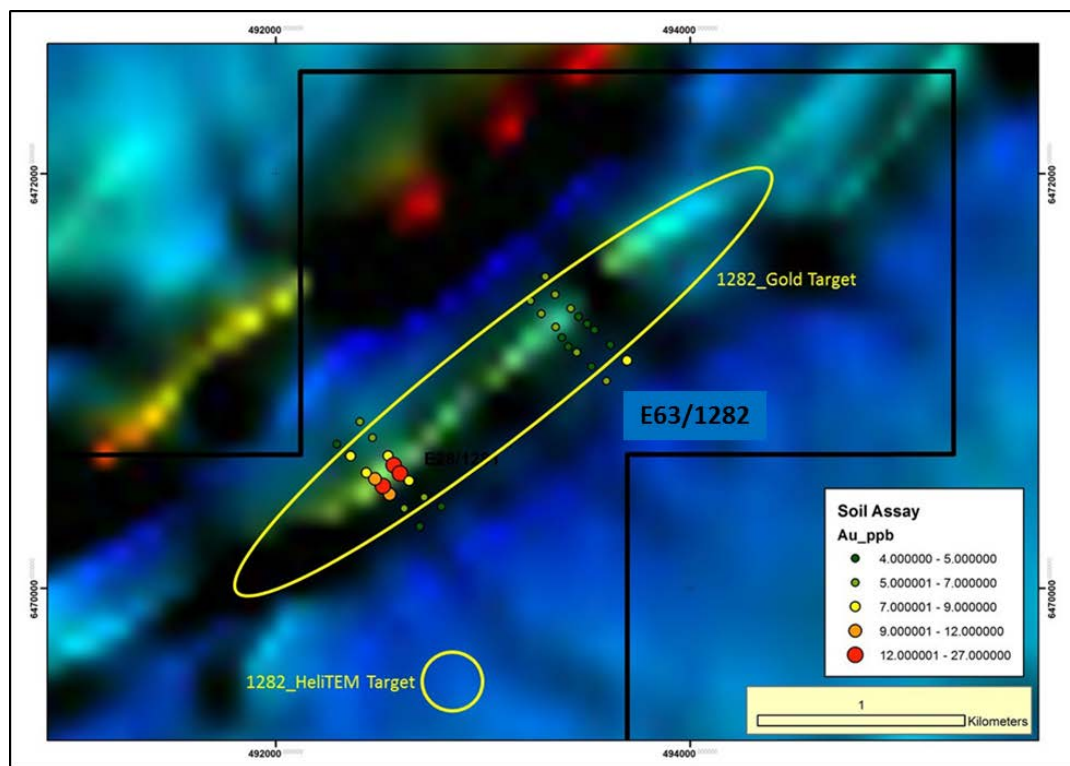 492000
494000
6472000
6472000
1282_Gold Target
E63/1282
E28/1281
Soil Assay
Au_ppb
4.000000 - 5.000000
5.000001 - 7.000000
7.000001 - 9.000000
9.000001 - 12.000000
12.000001 - 27.000000
6470000
6470000
1282_HeliTEM Target
1
Kilometers
492000
494000